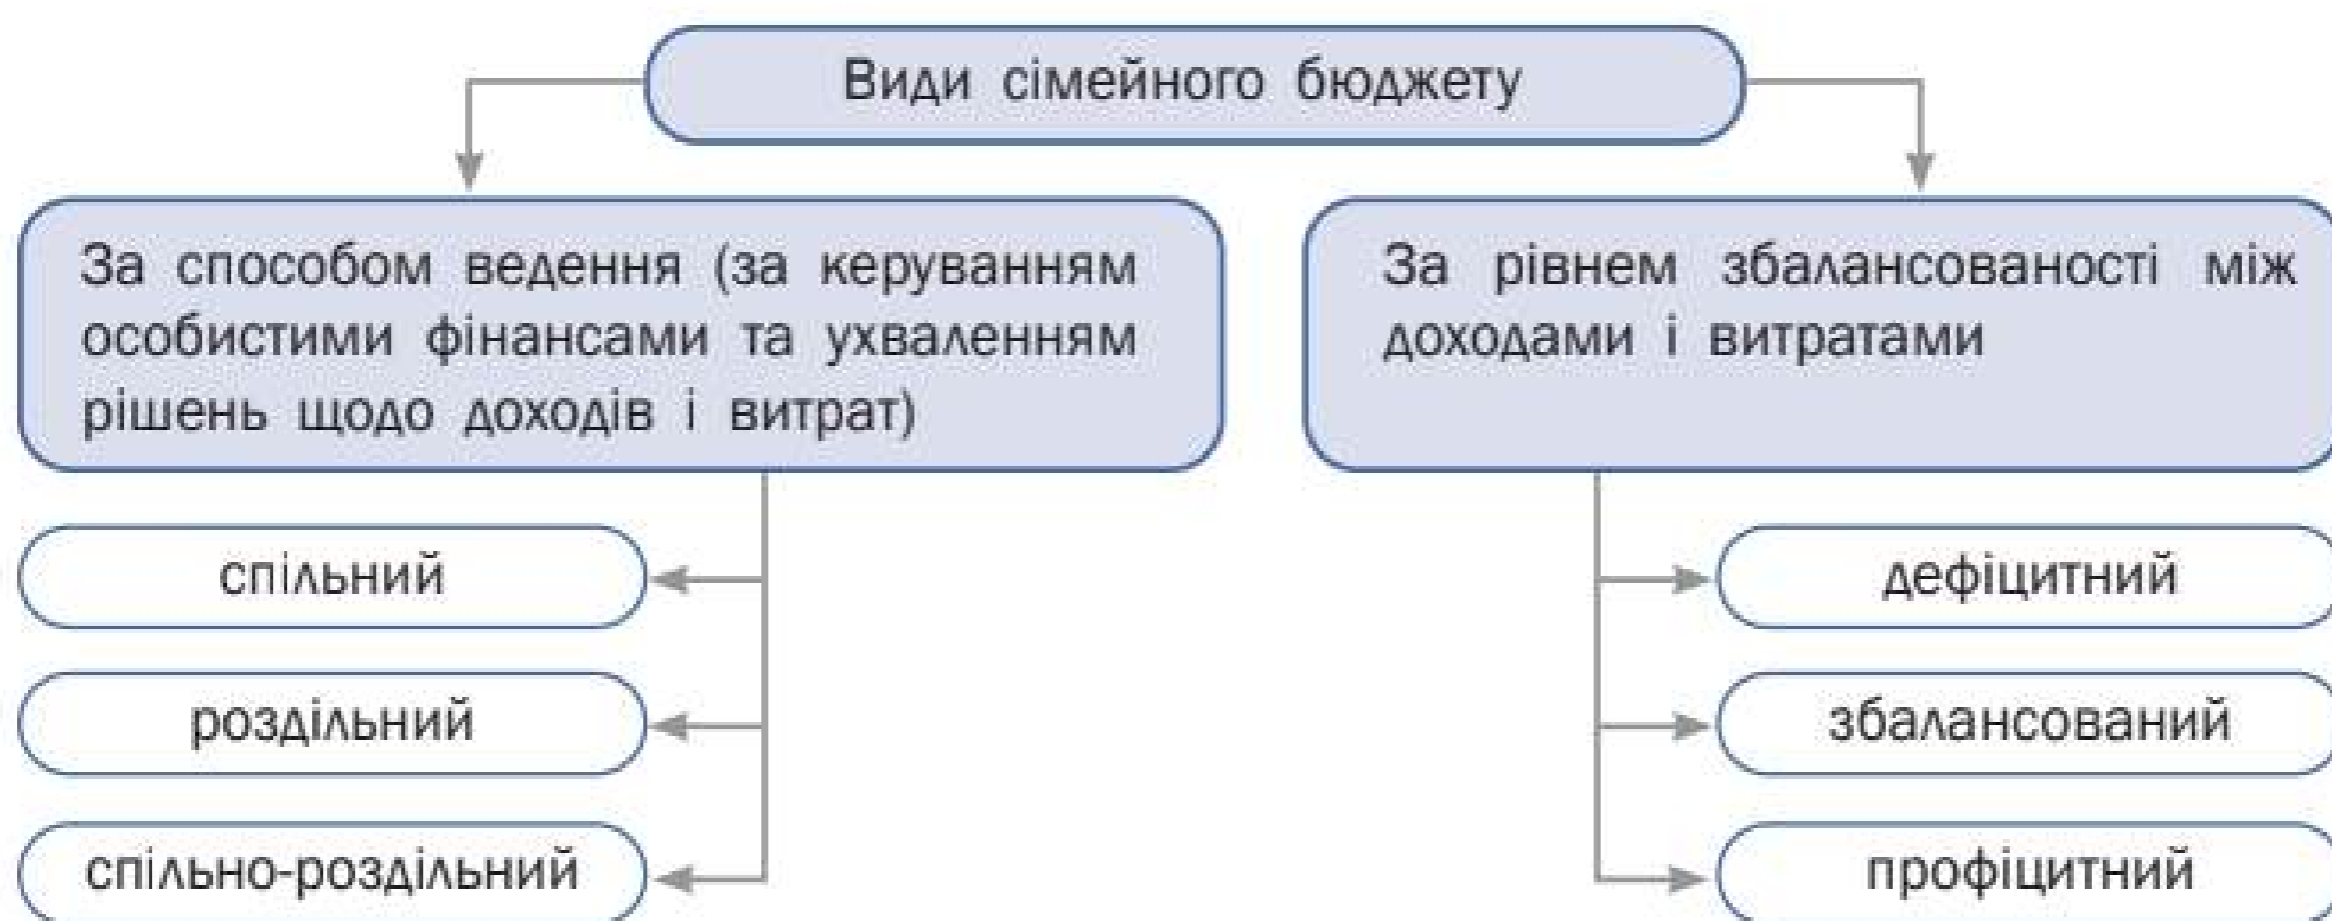 Види сімейного бюджету
За способом ведення (за керуванням
особистими фінансами та ухваленням
рішень щодо доходів і витрат)
спільний
роздільний
спільно-роздільний
За рівнем збалансованості між
доходами і витратами
дефіцитний
збалансований
профіцитний